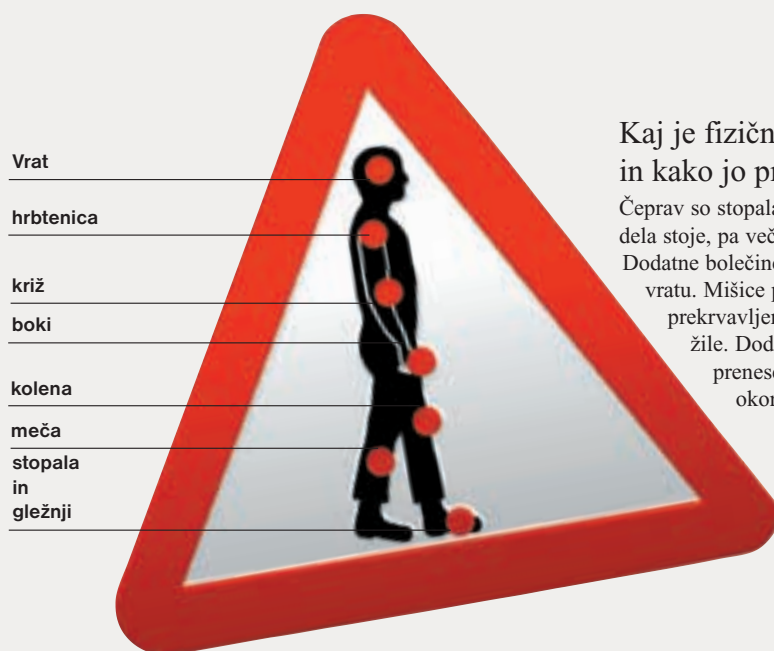 Vrat
hrbtenica
križ
boki
kolena
meča
stopala
in
gležnji
Kaj je fizičn
in kako jo pr
Čeprav so stopala
dela stoje, pa več
Dodatne bolečine
vratu. Mišice p
prekrvavljen
žile. Dod
prenes
okon